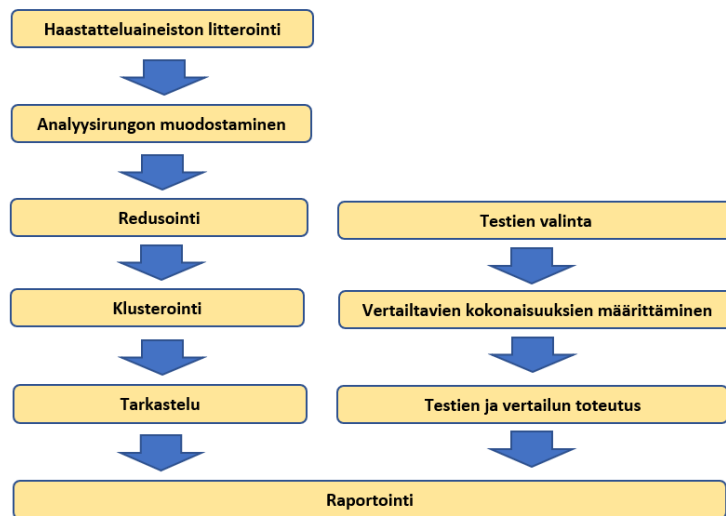 Haastatteluaineiston litterointi
Analyysirungon muodostaminen
Redusointi
Klusterointi
Tarkastelu
Testien valinta
Vertailtavien kokonaisuuksien määrittäminen
Testien ja vertailun toteutus
Raportointi